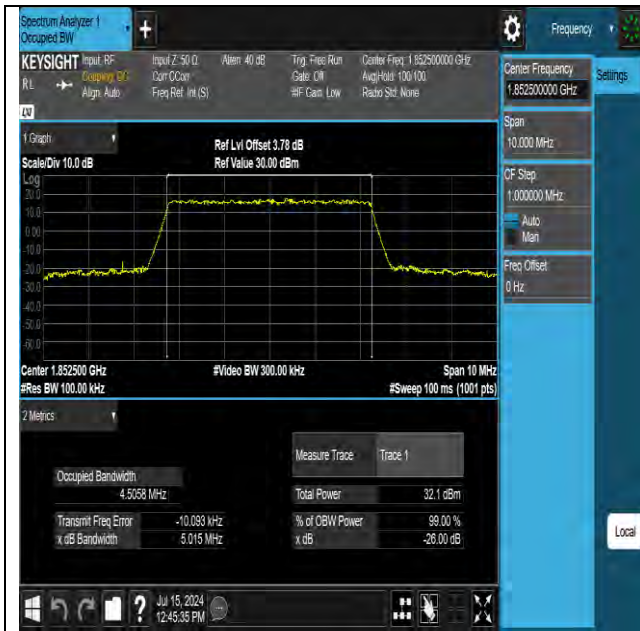 Spectrum Analyzer 1
Occupied BW
+
Frequency
KEYSIGHT Input: RF Input Z: 50 Ω Atten: 40 dB Trig: Free Run Center Freq: 1.852500000 GHz
RL Coupling: DC Corr CCorr Gate: Off Avg|Hold: 100/100
Align: Auto Freq Ref: Int (S) #IF Gain: Low Radio Std: None
Center Frequency
1.852500000 GHz
Settings
Span
10.000 MHz
CF Step
1.000000 MHz
Auto
Man
Freq Offset
0 Hz
1 Graph
Ref Lvl Offset 3.78 dB
Scale/Div 10.0 dB Ref Value 30.00 dBm
Log
20.0
10.0
0.00
-10.0
-20.0
-30.0
-40.0
-50.0
-60.0
Center 1.852500 GHz #Video BW 300.00 kHz Span 10 MHz
#Res BW 100.00 kHz #Sweep 100 ms (1001 pts)
2 Metrics
Measure Trace Trace 1
Occupied Bandwidth
4.5058 MHz
Total Power 32.1 dBm
Transmit Freq Error -10.093 kHz % of OBW Power 99.00 %
x dB Bandwidth 5.015 MHz x dB -26.00 dB
Local
?
Jul 15, 2024
12:45:35 PM